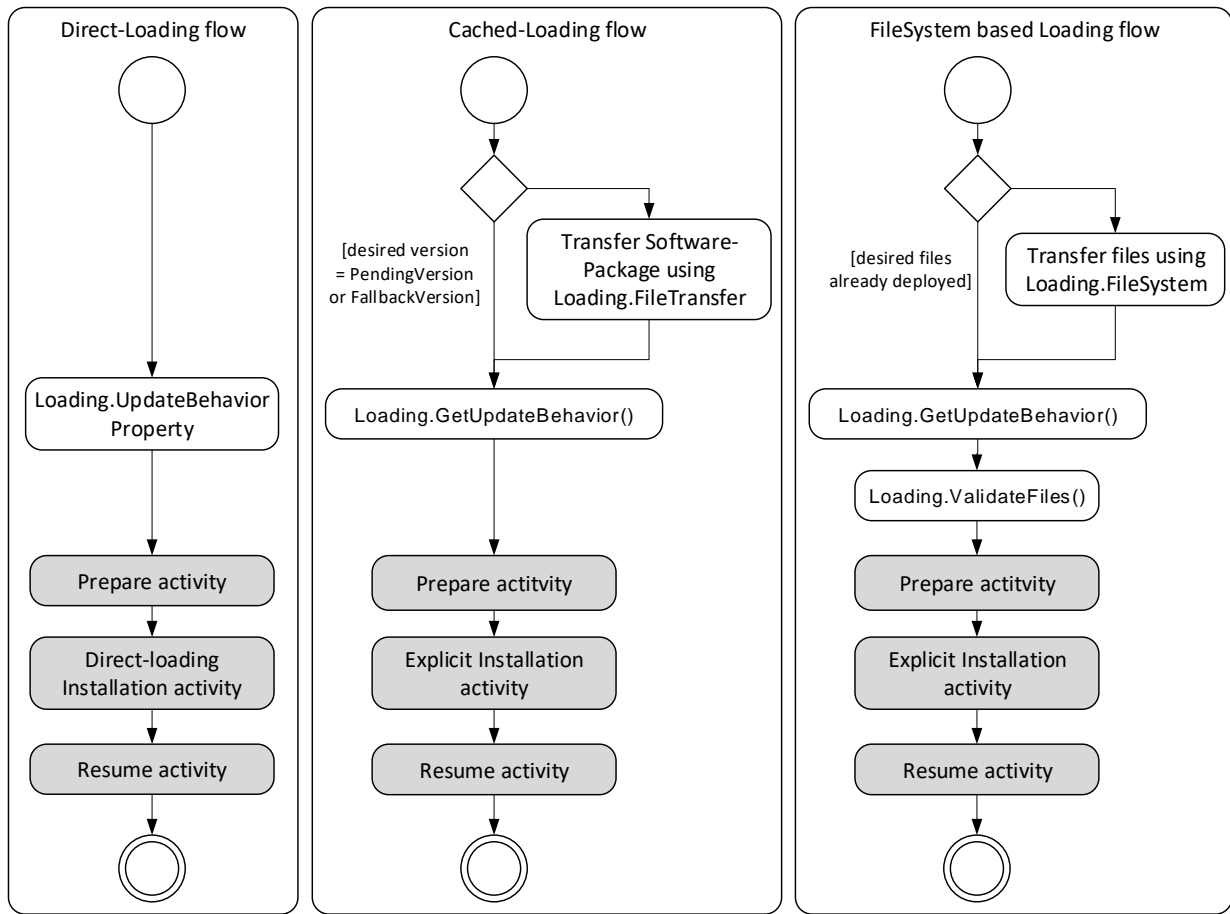 Direct-Loading flow
Loading.UpdateBehavior
Property
Prepare activity
Direct-loading
Installation activity
Resume activity
Cached-Loading flow
[desired version
= PendingVersion
or FallbackVersion]
Transfer Software-
Package using
Loading.FileTransfer
Loading.GetUpdateBehavior()
Prepare actitvity
Explicit Installation
activity
Resume activity
FileSystem based Loading flow
[desired files
already deployed]
Transfer files using
Loading.FileSystem
Loading.GetUpdateBehavior()
Loading.ValidateFiles()
Prepare actitvity
Explicit Installation
activity
Resume activity